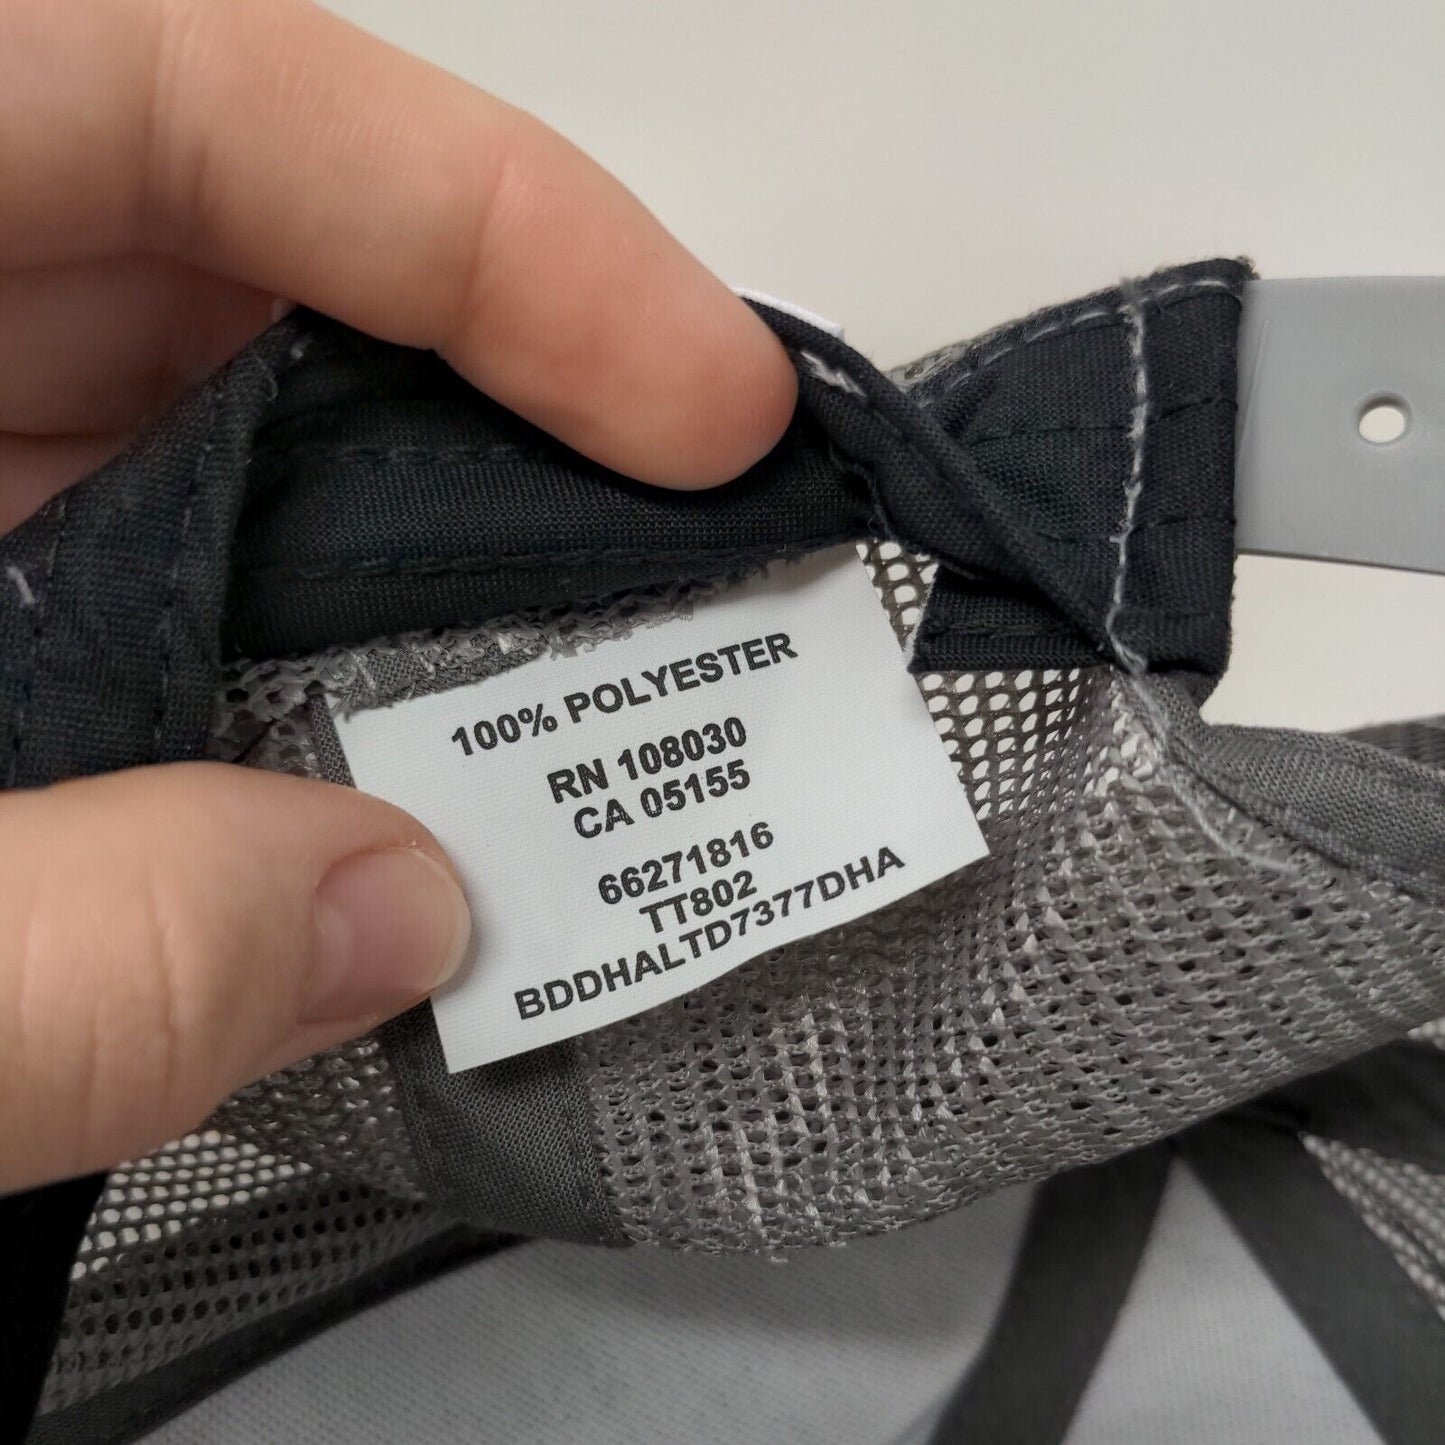 100% POLYESTER
RN 108030
CA 05155
66271816
TT802
BDDHALTD7377DHA